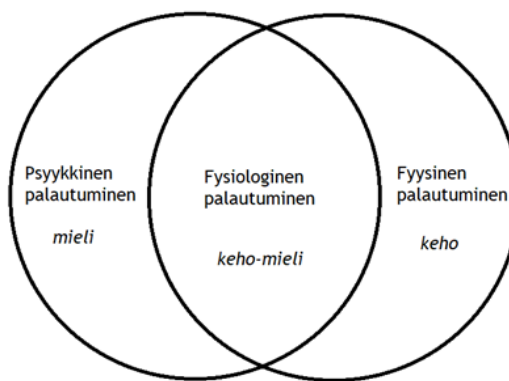 Psyykkinen
palautuminen
mieli
Fysiologinen
palautuminen
keho-mieli
Fyysinen
palautuminen
keho